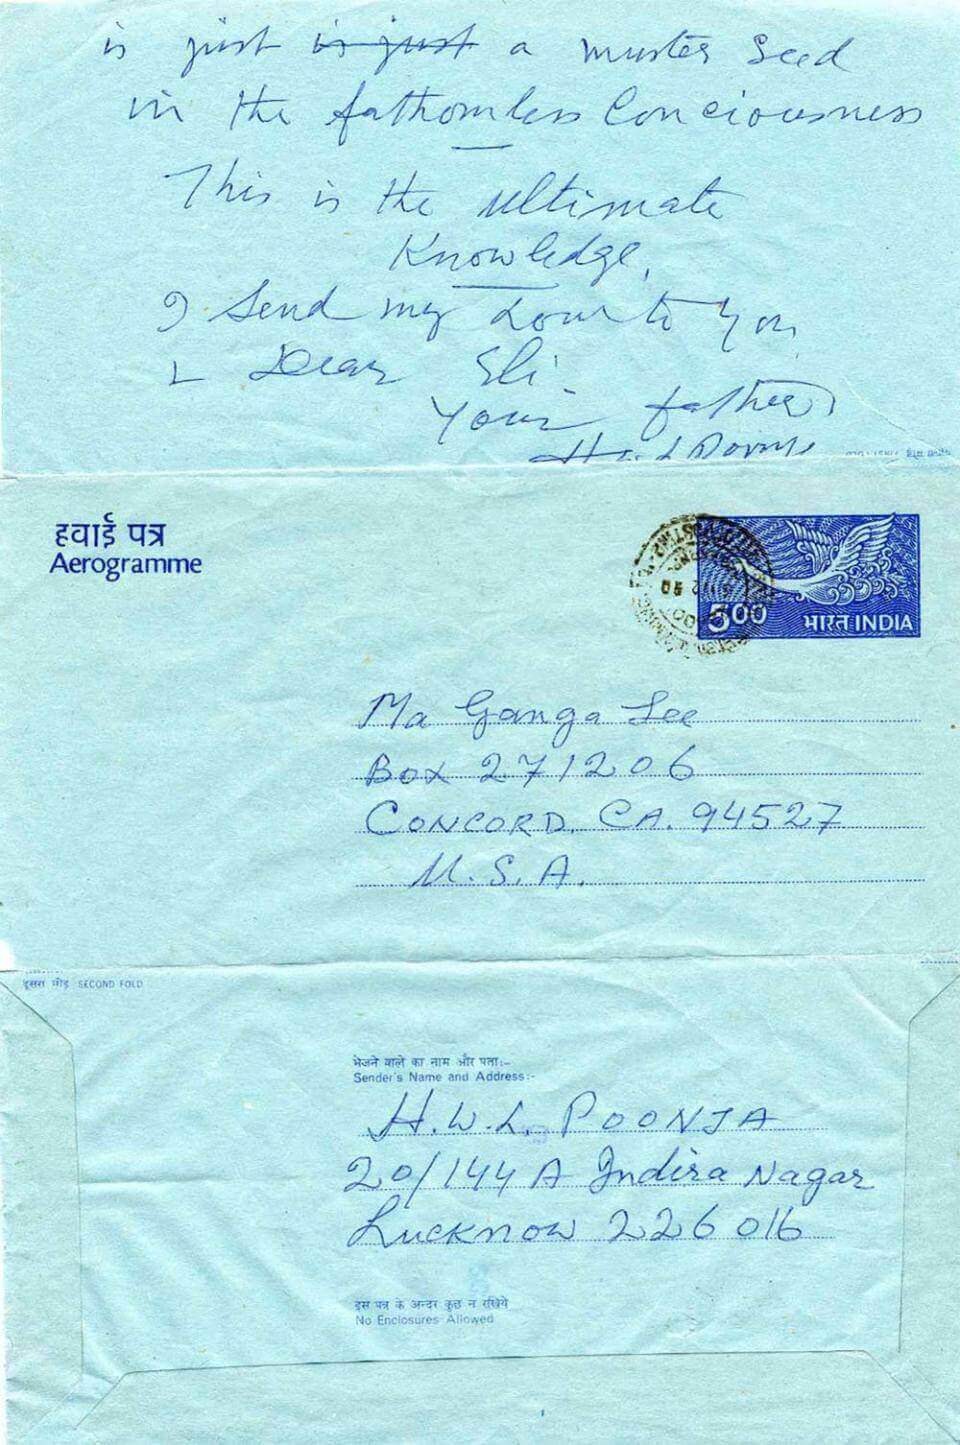 is just is just a muster seed
in the fathomless Conciousness
This is the ultimate
Knowledge.
I send my Love to you
& Dear Eli.
Your father
हवाई पत्र
Aerogramme
5.00
भारत INDIA
Ma Ganga Lee
Box 271206
CONCORD. CA. 94527
U.S.A.
दूसरा मोड़ SECOND FOLD
भेजने वाले का नाम और पता:-
Sender's Name and Address:-
H.W.L. POONJA
20/144 A Indira Nagar
Lucknow 226 016
इस पत्र के अन्दर कुछ न रखिये
No Enclosures Allowed